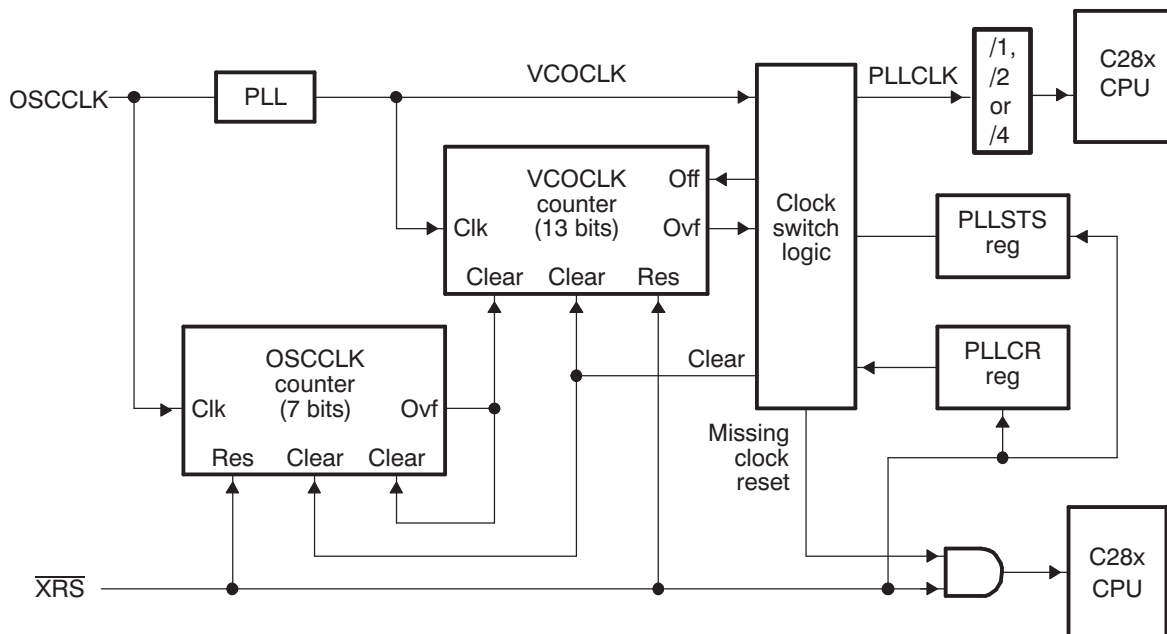 OSCCLK
PLL
VCOCLK
PLLCLK
/1,
/2
or
/4
C28x
CPU
VCOCLK
counter
(13 bits)
Off
Clk
Ovf
Clear
Clear
Res
Clock
switch
logic
PLLSTS
reg
OSCCLK
counter
(7 bits)
Clk
Ovf
Res
Clear
Clear
Clear
PLLCR
reg
Missing
clock
reset
XRS
C28x
CPU